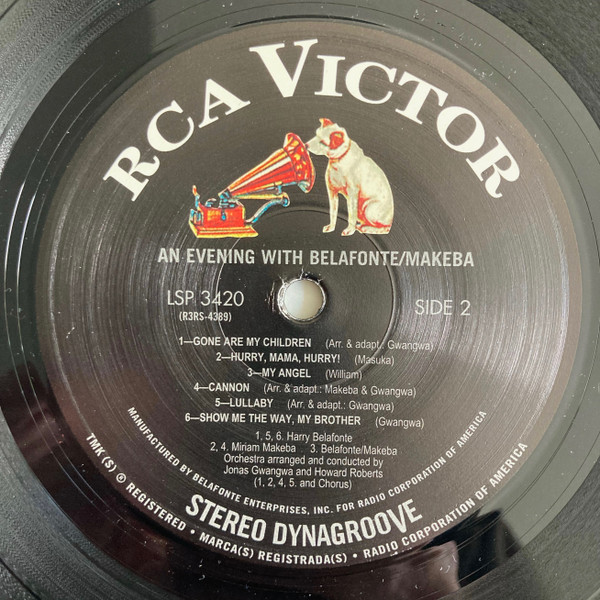 RCA VICTOR
AN EVENING WITH BELAFONTE/MAKEBA
LSP 3420
(R3RS-4389)
SIDE 2
1—GONE ARE MY CHILDREN (Arr. & adapt.: Gwangwa)
2—HURRY, MAMA, HURRY! (Masuka)
3—MY ANGEL (William)
4—CANNON (Arr. & adapt.: Makeba & Gwangwa)
5—LULLABY (Arr. & adapt.: Gwangwa)
6—SHOW ME THE WAY, MY BROTHER (Gwangwa)
1, 5, 6. Harry Belafonte
2, 4. Miriam Makeba 3. Belafonte/Makeba
Orchestra arranged and conducted by
Jonas Gwangwa and Howard Roberts
(1, 2, 4, 5. and Chorus)
MANUFACTURED BY BELAFONTE ENTERPRISES, INC. FOR RADIO CORPORATION OF AMERICA
STEREO DYNAGROOVE
TMK(S) ® REGISTERED • MARCA(S) REGISTRADA(S) • RADIO CORPORATION OF AMERICA